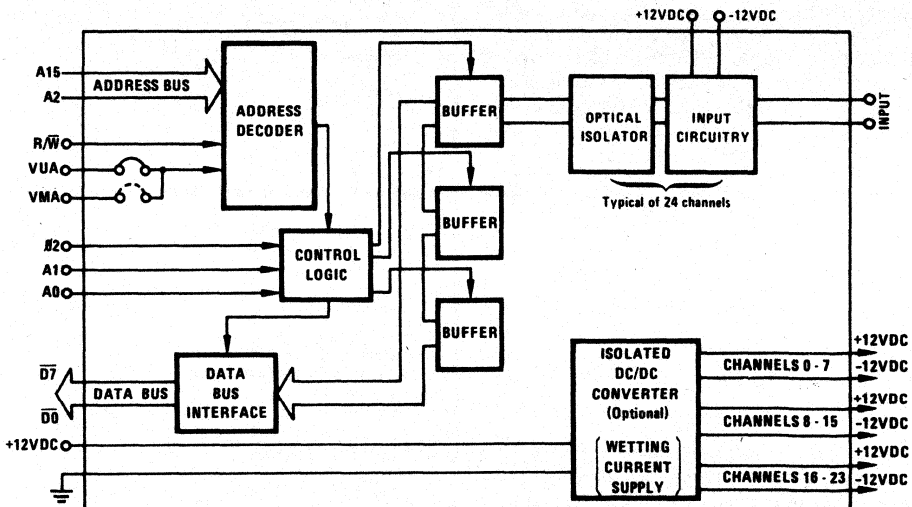 +12VDC
-12VDC
A15
ADDRESS BUS
A2
ADDRESS
DECODER
R/W̅
VUA
VMA
BUFFER
OPTICAL
ISOLATOR
INPUT
CIRCUITRY
INPUT
Typical of 24 channels
BUFFER
Ø2
A1
A0
CONTROL
LOGIC
BUFFER
D̅7̅
DATA BUS
D̅0̅
DATA
BUS
INTERFACE
+12VDC
ISOLATED
DC/DC
CONVERTER
(Optional)
WETTING
CURRENT
SUPPLY
+12VDC
CHANNELS 0 - 7
-12VDC
+12VDC
CHANNELS 8 - 15
-12VDC
+12VDC
CHANNELS 16 - 23
-12VDC